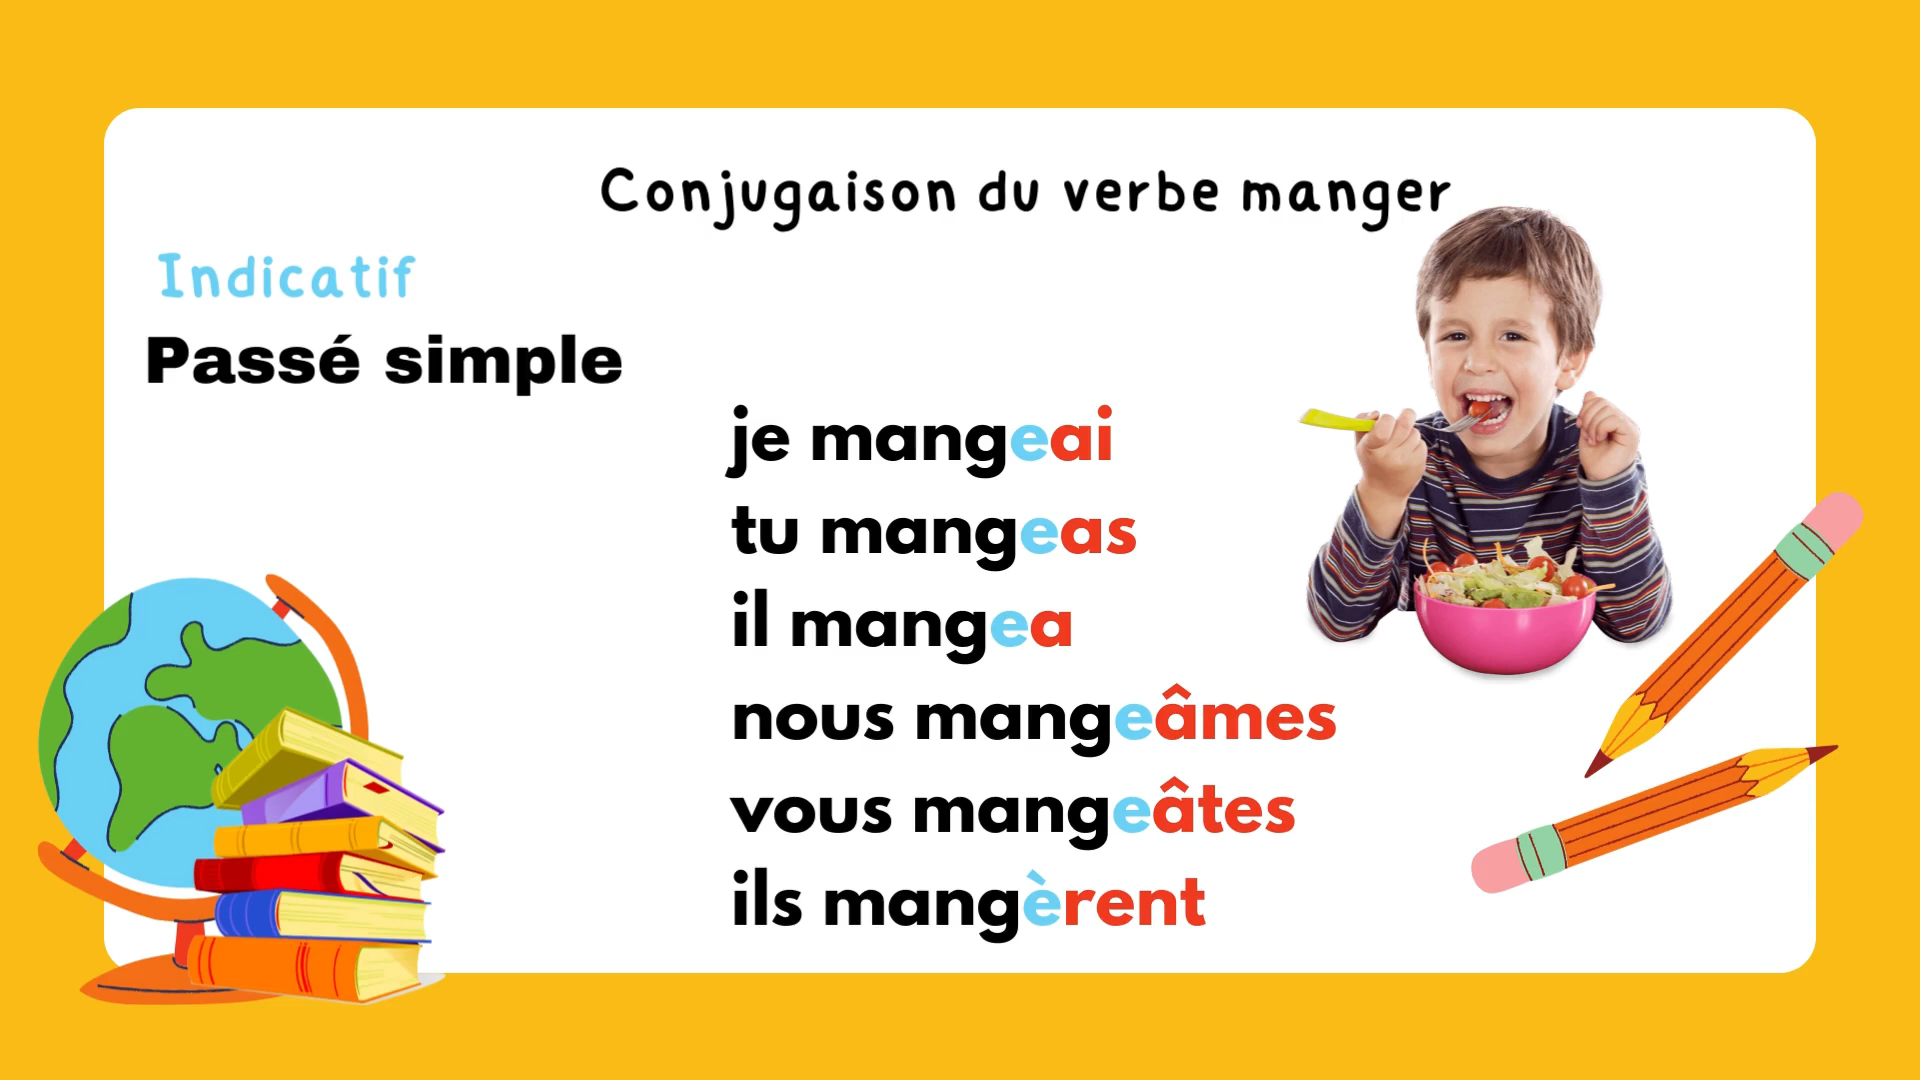 Conjugaison du verbe manger
Indicatif
Passé simple
je mangeai
tu mangeas
il mangea
nous mangeâmes
vous mangeâtes
ils mangèrent